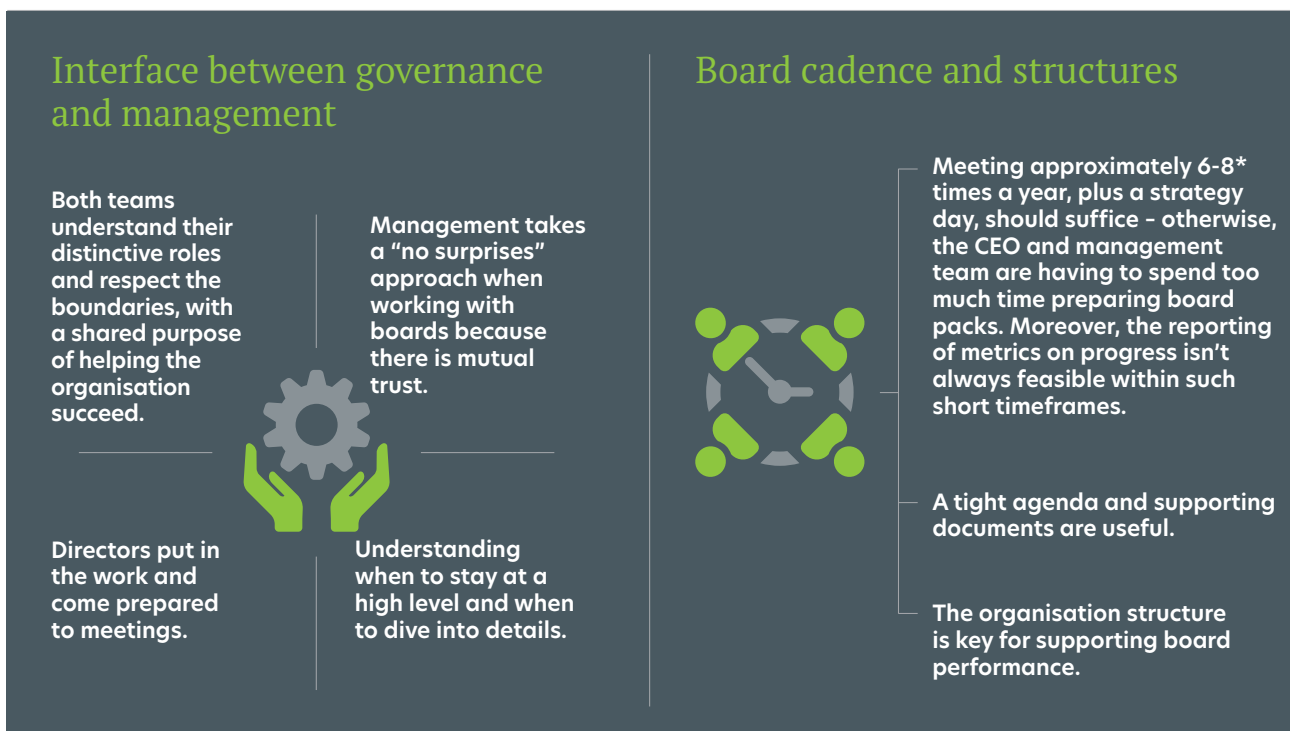 Interface between governance
and management
Both teams
understand their
distinctive roles
and respect the
boundaries, with
a shared purpose
of helping the
organisation
succeed.
Management takes
a “no surprises”
approach when
working with
boards because
there is mutual
trust.
Directors put in
the work and
come prepared
to meetings.
Understanding
when to stay at a
high level and when
to dive into details.
Board cadence and structures
Meeting approximately 6-8*
times a year, plus a strategy
day, should suffice – otherwise,
the CEO and management
team are having to spend too
much time preparing board
packs. Moreover, the reporting
of metrics on progress isn’t
always feasible within such
short timeframes.
A tight agenda and supporting
documents are useful.
The organisation structure
is key for supporting board
performance.